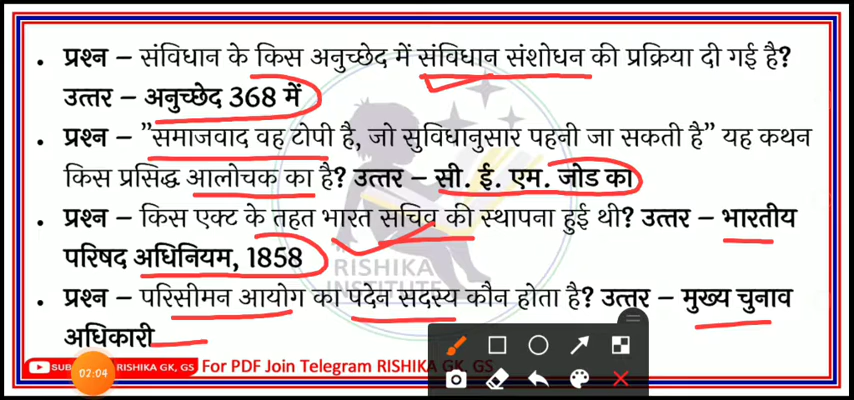 प्रश्न – संविधान के किस अनुच्छेद में संविधान संशोधन की प्रक्रिया दी गई है?
उत्तर – अनुच्छेद 368 में
प्रश्न – ”समाजवाद वह टोपी है, जो सुविधानुसार पहनी जा सकती है” यह कथन
किस प्रसिद्ध आलोचक का है? उत्तर – सी. ई. एम. जोड का
प्रश्न – किस एक्ट के तहत भारत सचिव की स्थापना हुई थी? उत्तर – भारतीय
परिषद अधिनियम, 1858
RISHIKA
INSTITUTE
प्रश्न – परिसीमन आयोग का पदेन सदस्य कौन होता है? उत्तर – मुख्य चुनाव
अधिकारी
SUB RISHIKA GK, GS For PDF Join Telegram RISHIKA GK, GS
02:04